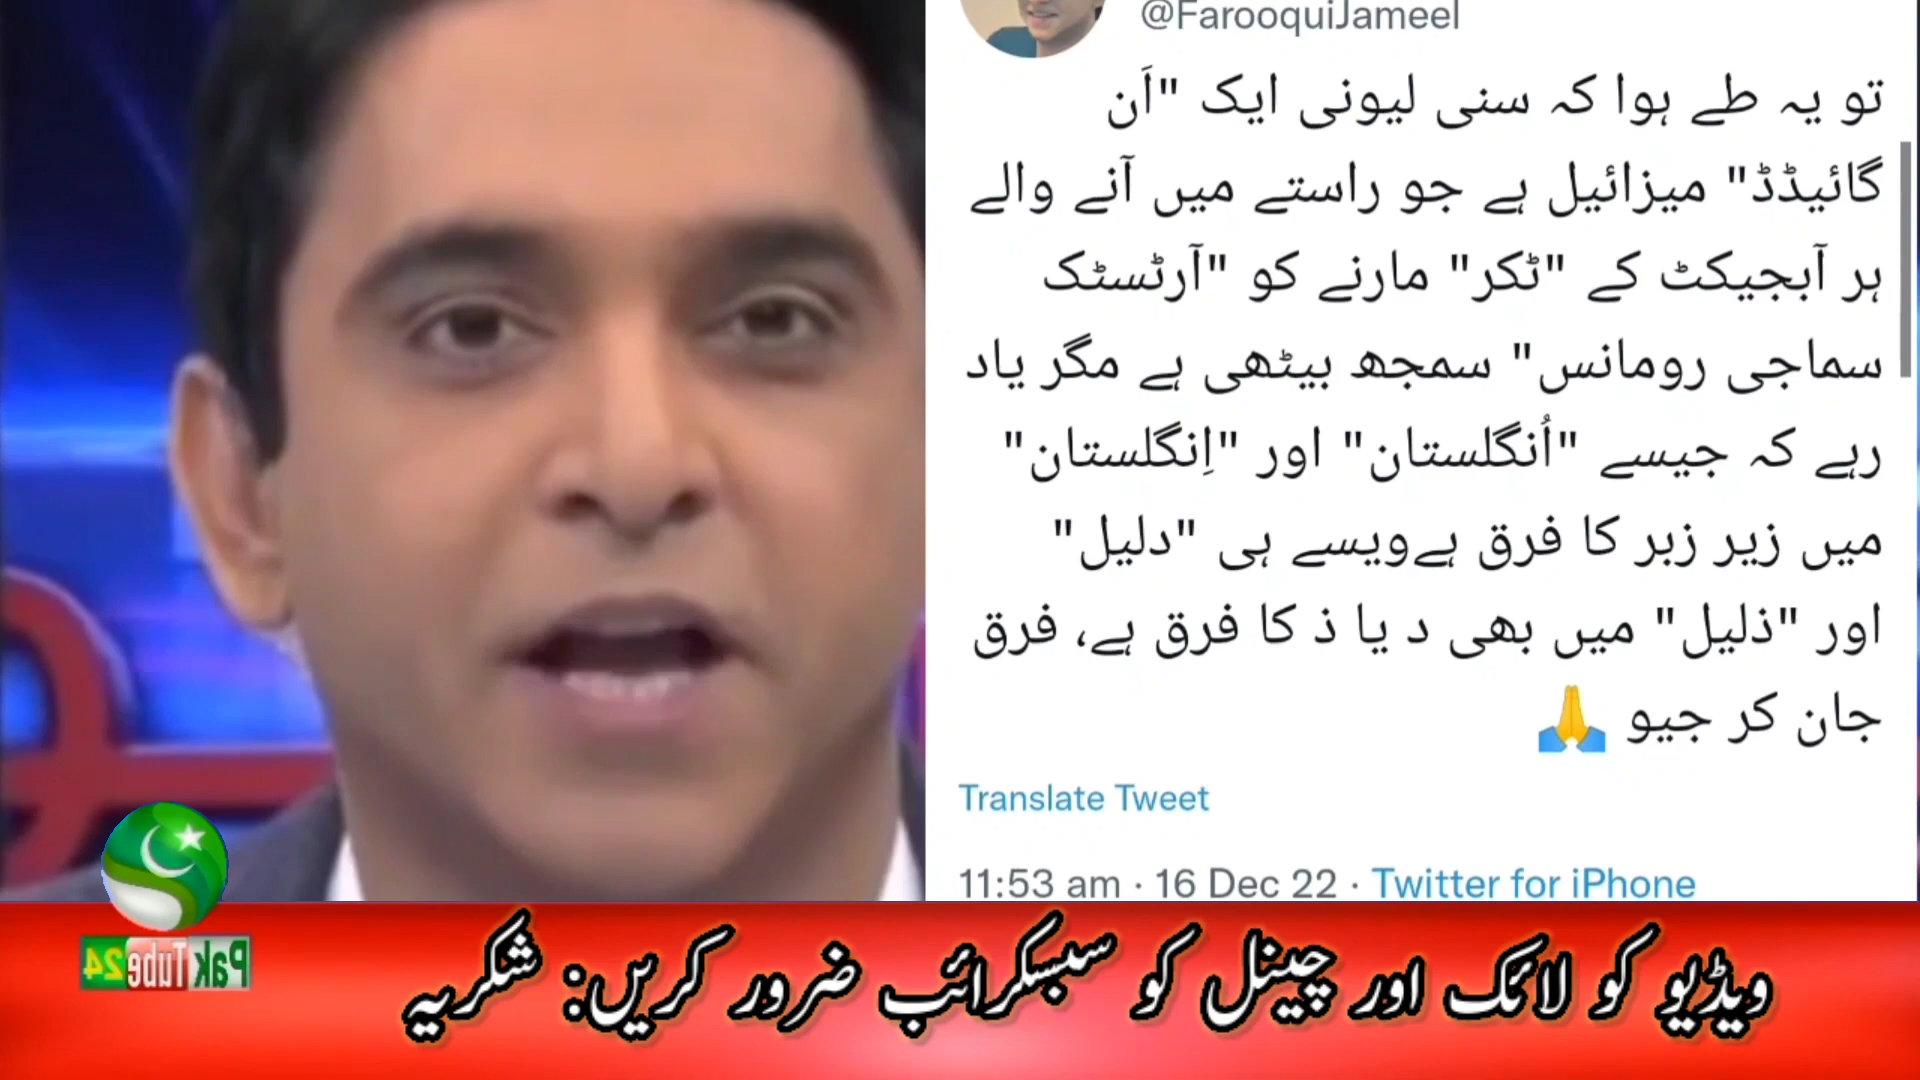 @FarooquiJameel
تو یہ طے ہوا کہ سنی لیونی ایک "اَن
گائیڈڈ" میزائیل ہے جو راستے میں آنے والے
ہر آبجیکٹ کے "ٹکر" مارنے کو "آرٹسٹک
سماجی رومانس" سمجھ بیٹھی ہے مگر یاد
رہے کہ جیسے "اُنگلستان" اور "اِنگلستان"
میں زیر زبر کا فرق ہےویسے ہی "دلیل"
اور "ذلیل" میں بھی د یا ذ کا فرق ہے، فرق
جان کر جیو 🙏
Translate Tweet
11:53 am · 16 Dec 22 · Twitter for iPhone
PakTube24
ویڈیو کو لائک اور چینل کو سبسکرائب ضرور کریں: شکریہ